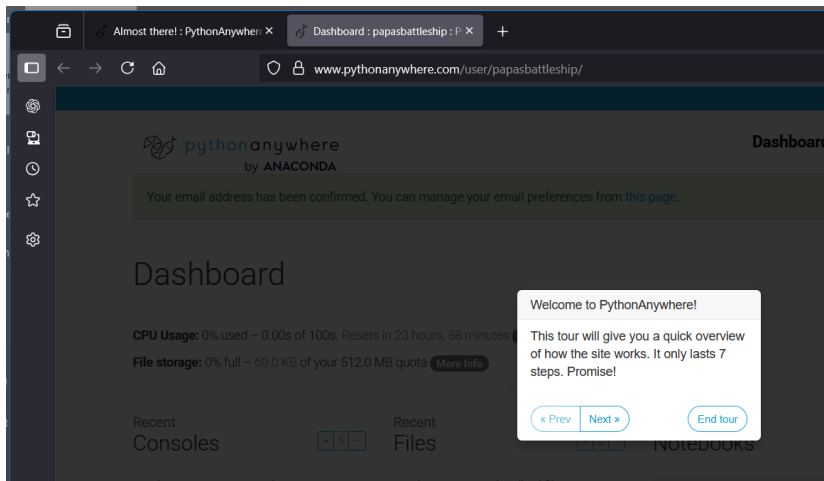 Almost there! : PythonAnywher
Dashboard : papasbattleship : P
www.pythonanywhere.com/user/papasbattleship/
pythonanywhere
by ANACONDA
Dashboard
Your email address has been confirmed. You can manage your email preferences from this page.
Dashboard
CPU Usage: 0% used – 0.00s of 100s. Resets in 23 hours, 58 minutes
File storage: 0% full – 60.0 KB of your 512.0 MB quota More Info
Welcome to PythonAnywhere!
This tour will give you a quick overview
of how the site works. It only lasts 7
steps. Promise!
« Prev Next » End tour
Recent
Consoles
+ 5 −
Recent
Files
Notebooks